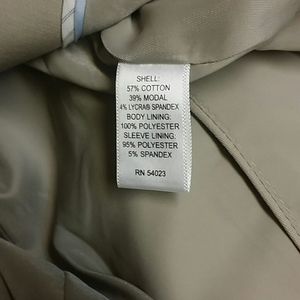 SHELL:
57% COTTON
39% MODAL
4% LYCRA® SPANDEX
BODY LINING:
100% POLYESTER
SLEEVE LINING:
95% POLYESTER
5% SPANDEX
RN 54023